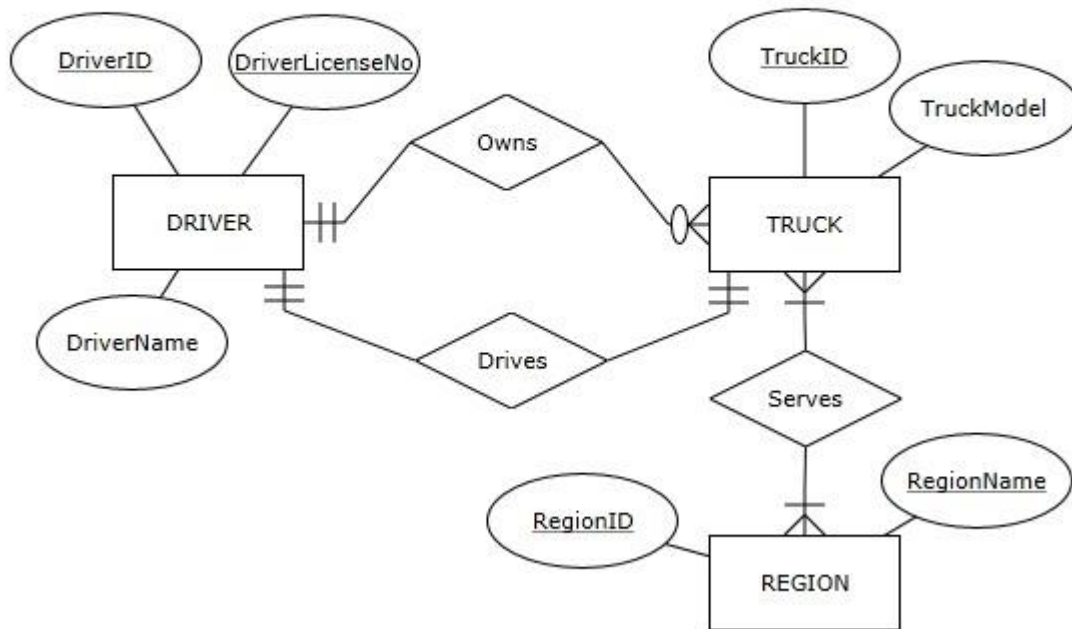 DriverID
DriverLicenseNo
TruckID
TruckModel
Owns
DRIVER
TRUCK
DriverName
Drives
Serves
RegionName
RegionID
REGION